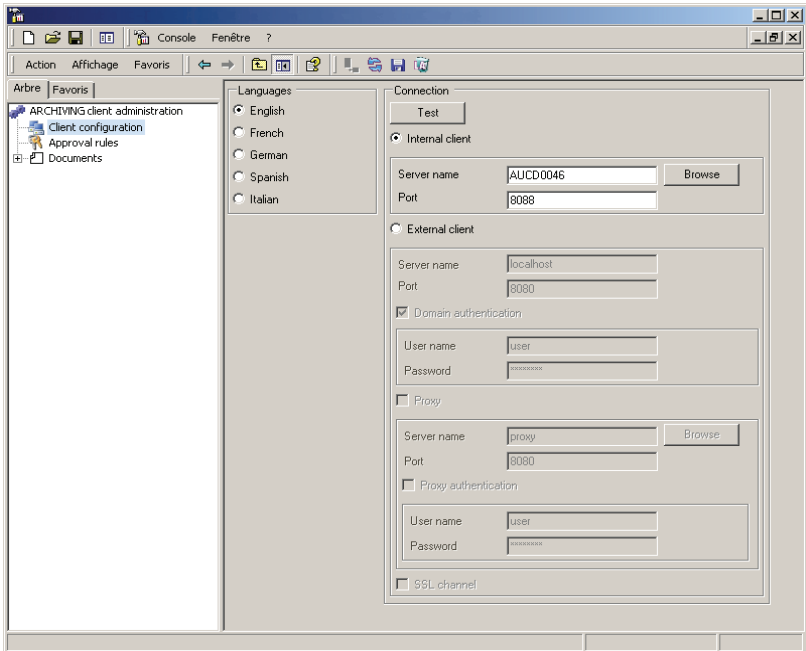 Console Fenêtre ?
Action Affichage Favoris
Arbre Favoris
ARCHIVING client administration
Client configuration
Approval rules
Documents
Languages
English
French
German
Spanish
Italian
Connection
Test
Internal client
Server name AUCD0046 Browse
Port 8088
External client
Server name localhost
Port 8080
Domain authentication
User name user
Password ********
Proxy
Server name proxy Browse
Port 8080
Proxy authentication
User name user
Password ********
SSL channel